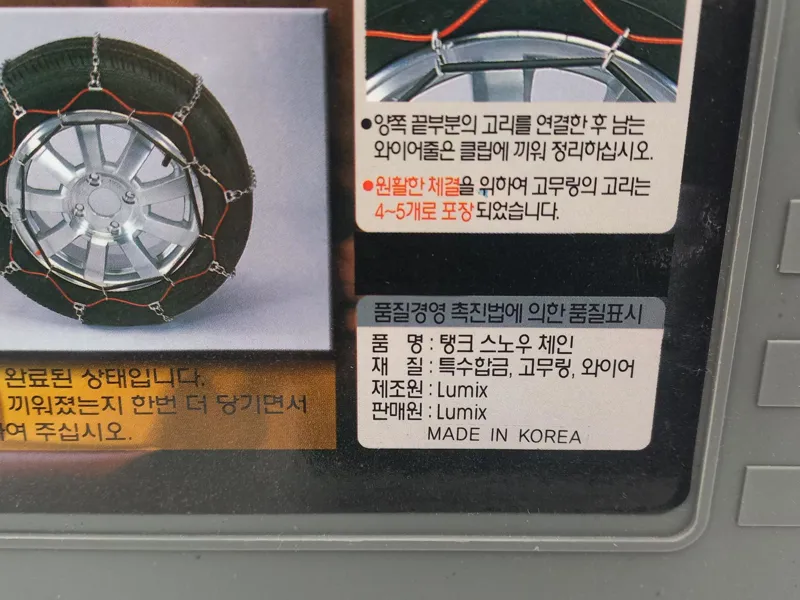 ●양쪽 끝부분의 고리를 연결한 후 남는
와이어줄은 클립에 끼워 정리하십시오.
●원활한 체결을 위하여 고무링의 고리는
4~5개로 포장 되었습니다.
완료된 상태입니다.
끼워졌는지 한번 더 당기면서
여 주십시오.
품질경영 촉진법에 의한 품질표시
품 명 : 탱크 스노우 체인
재 질 : 특수합금, 고무링, 와이어
제조원 : Lumix
판매원 : Lumix
MADE IN KOREA